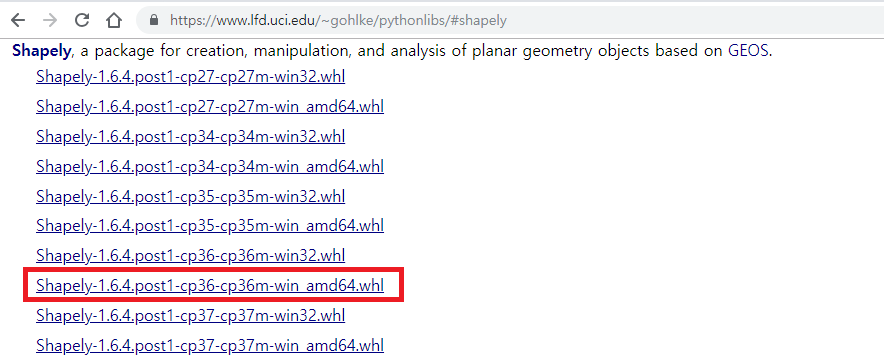 https://www.lfd.uci.edu/~gohlke/pythonlibs/#shapely
Shapely, a package for creation, manipulation, and analysis of planar geometry objects based on GEOS.
Shapely-1.6.4.post1-cp27-cp27m-win32.whl
Shapely-1.6.4.post1-cp27-cp27m-win_amd64.whl
Shapely-1.6.4.post1-cp34-cp34m-win32.whl
Shapely-1.6.4.post1-cp34-cp34m-win_amd64.whl
Shapely-1.6.4.post1-cp35-cp35m-win32.whl
Shapely-1.6.4.post1-cp35-cp35m-win_amd64.whl
Shapely-1.6.4.post1-cp36-cp36m-win32.whl
Shapely-1.6.4.post1-cp36-cp36m-win_amd64.whl
Shapely-1.6.4.post1-cp37-cp37m-win32.whl
Shapely-1.6.4.post1-cp37-cp37m-win_amd64.whl